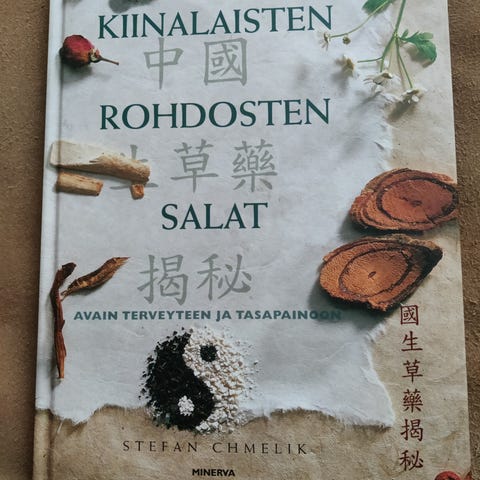 KIINALAISTEN
中國
ROHDOSTEN
生草藥
SALAT
揭秘
AVAIN TERVEYTEEN JA TASAPAINOON
國生草藥揭秘
STEFAN CHMELIK
MINERVA